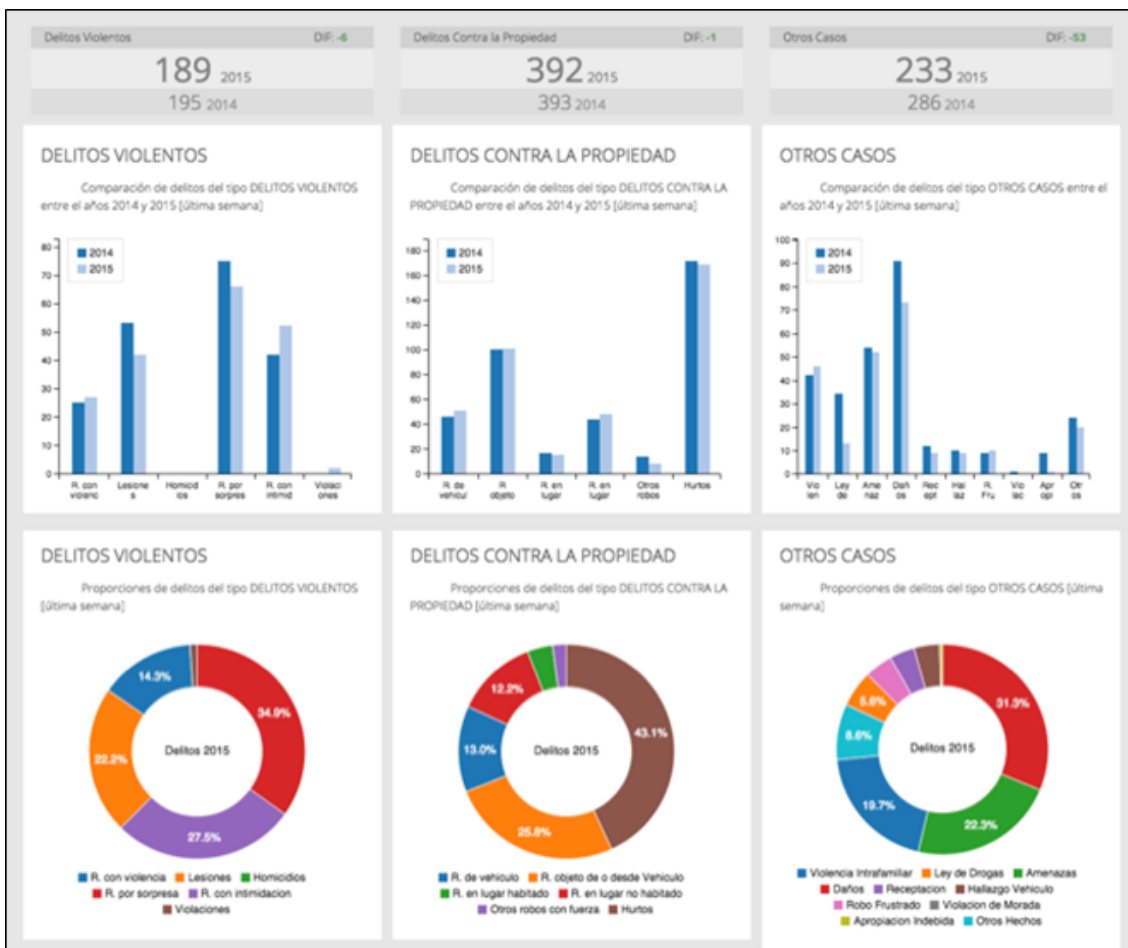 Delitos Violentos DIF: -6
189 2015
195 2014
Delitos Contra la Propiedad DIF: -1
392 2015
393 2014
Otros Casos DIF: -53
233 2015
286 2014
DELITOS VIOLENTOS
Comparación de delitos del tipo DELITOS VIOLENTOS
entre el años 2014 y 2015 [última semana]
80
70
60
50
40
30
20
10
0
2014
2015
R. con violenc
Lesione s
Homicid ios
R. por sorpres
R. con intimid
Violaci ones
DELITOS CONTRA LA PROPIEDAD
Comparación de delitos del tipo DELITOS CONTRA LA
PROPIEDAD entre el años 2014 y 2015 [última semana]
180
160
140
120
100
80
60
40
20
0
2014
2015
R. de vehicul
R. objeto
R. en lugar
R. en lugar
Otros robos
Hurtos
OTROS CASOS
Comparación de delitos del tipo OTROS CASOS entre el
años 2014 y 2015 [última semana]
100
90
80
70
60
50
40
30
20
10
0
2014
2015
Vio len
Ley de
Ame naz
Dañ os
Rec ept
Hal laz
R. Fru
Vio lac
Apr opi
Otr os
DELITOS VIOLENTOS
Proporciones de delitos del tipo DELITOS VIOLENTOS
[última semana]
14.3%
34.9%
22.2%
27.5%
Delitos 2015
R. con violencia Lesiones Homicidios
R. por sorpresa R. con intimidacion
Violaciones
DELITOS CONTRA LA PROPIEDAD
Proporciones de delitos del tipo DELITOS CONTRA LA
PROPIEDAD [última semana]
12.2%
43.1%
13.0%
25.8%
Delitos 2015
R. de vehiculo R. objeto de o desde Vehiculo
R. en lugar habitado R. en lugar no habitado
Otros robos con fuerza Hurtos
OTROS CASOS
Proporciones de delitos del tipo OTROS CASOS [última
semana]
5.6%
31.3%
8.6%
19.7%
22.3%
Delitos 2015
Violencia Intrafamiliar Ley de Drogas Amenazas
Daños Receptacion Hallazgo Vehiculo
Robo Frustrado Violacion de Morada
Apropiacion Indebida Otros Hechos